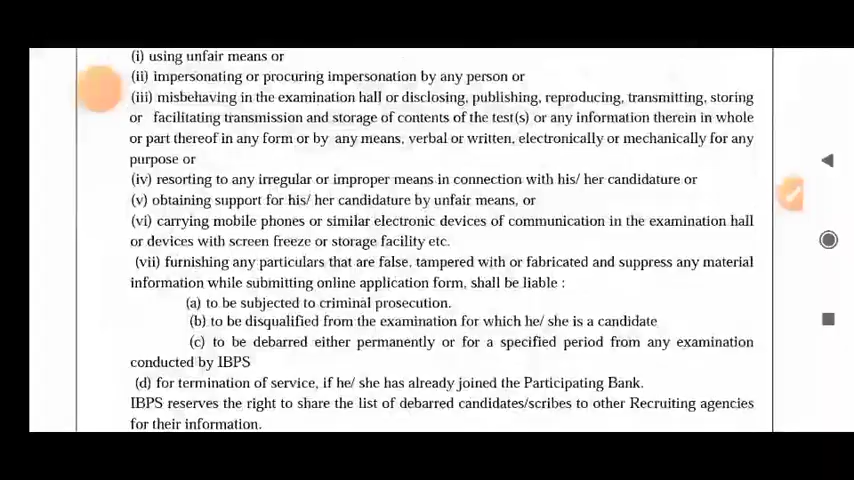 (i) using unfair means or
(ii) impersonating or procuring impersonation by any person or
(iii) misbehaving in the examination hall or disclosing, publishing, reproducing, transmitting, storing
or facilitating transmission and storage of contents of the test(s) or any information therein in whole
or part thereof in any form or by any means, verbal or written, electronically or mechanically for any
purpose or
(iv) resorting to any irregular or improper means in connection with his/ her candidature or
(v) obtaining support for his/ her candidature by unfair means, or
(vi) carrying mobile phones or similar electronic devices of communication in the examination hall
or devices with screen freeze or storage facility etc.
(vii) furnishing any particulars that are false, tampered with or fabricated and suppress any material
information while submitting online application form, shall be liable :
(a) to be subjected to criminal prosecution.
(b) to be disqualified from the examination for which he/ she is a candidate
(c) to be debarred either permanently or for a specified period from any examination
conducted by IBPS
(d) for termination of service, if he/ she has already joined the Participating Bank.
IBPS reserves the right to share the list of debarred candidates/scribes to other Recruiting agencies
for their information.